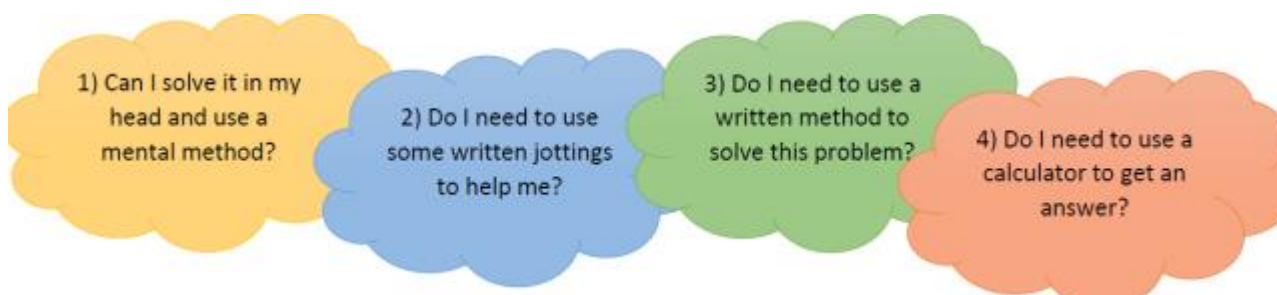 1) Can I solve it in my
head and use a
mental method?
2) Do I need to use
some written jottings
to help me?
3) Do I need to use a
written method to
solve this problem?
4) Do I need to use a
calculator to get an
answer?